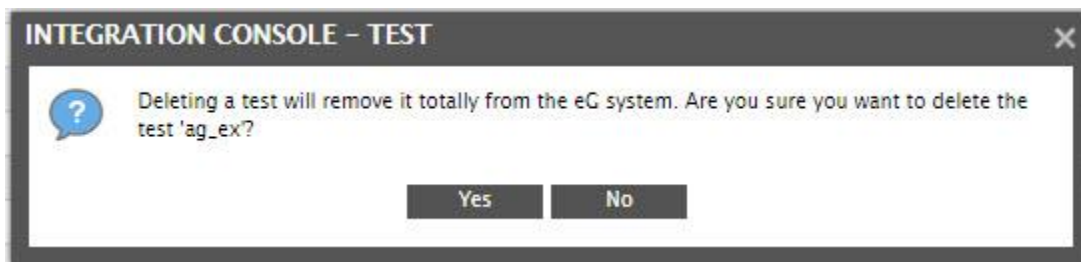 INTEGRATION CONSOLE – TEST
Deleting a test will remove it totally from the eG system. Are you sure you want to delete the
test 'ag_ex'?
Yes No